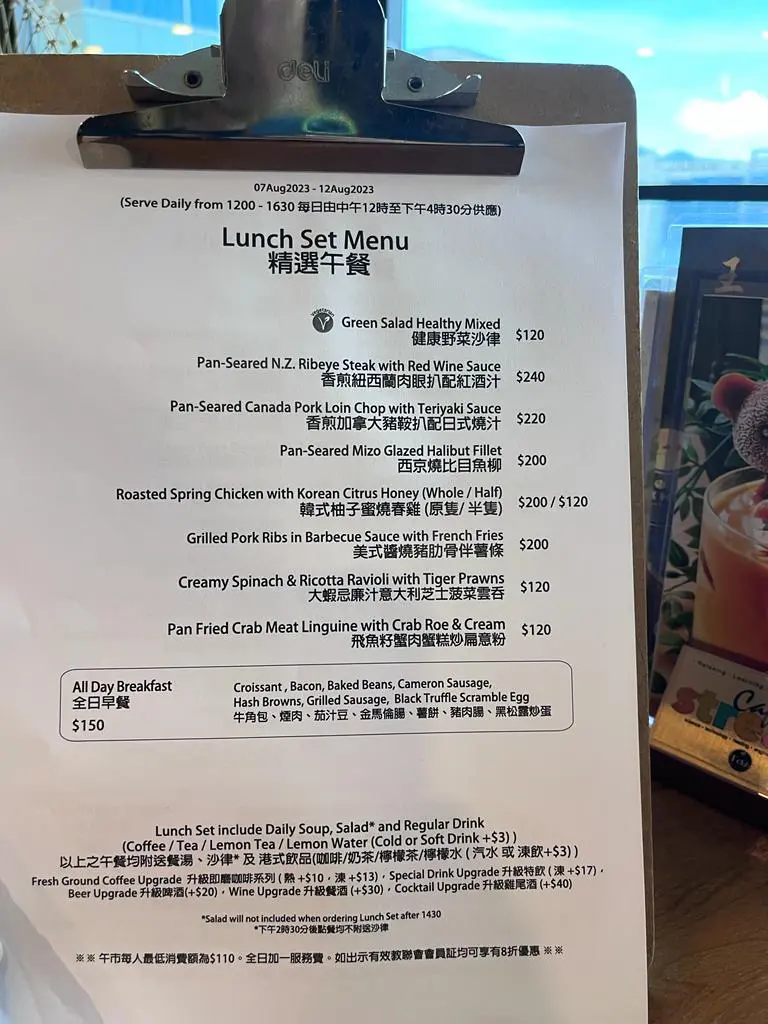 deli
07Aug2023 - 12Aug2023
(Serve Daily from 1200 - 1630 每日由中午12時至下午4時30分供應)
Lunch Set Menu
精選午餐
Vegetarian
V
Green Salad Healthy Mixed
健康野菜沙律 $120
Pan-Seared N.Z. Ribeye Steak with Red Wine Sauce
香煎紐西蘭肉眼扒配紅酒汁 $240
Pan-Seared Canada Pork Loin Chop with Teriyaki Sauce
香煎加拿大豬鞍扒配日式燒汁 $220
Pan-Seared Mizo Glazed Halibut Fillet
西京燒比目魚柳 $200
Roasted Spring Chicken with Korean Citrus Honey (Whole / Half)
韓式柚子蜜燒春雞 (原隻/ 半隻) $200 / $120
Grilled Pork Ribs in Barbecue Sauce with French Fries
美式醬燒豬肋骨伴薯條 $200
Creamy Spinach & Ricotta Ravioli with Tiger Prawns
大蝦忌廉汁意大利芝士菠菜雲吞 $120
Pan Fried Crab Meat Linguine with Crab Roe & Cream
飛魚籽蟹肉蟹糕炒扁意粉 $120
All Day Breakfast
全日早餐
$150
Croissant , Bacon, Baked Beans, Cameron Sausage,
Hash Browns, Grilled Sausage, Black Truffle Scramble Egg
牛角包、煙肉、茄汁豆、金馬倫腸、薯餅、豬肉腸、黑松露炒蛋
Lunch Set include Daily Soup, Salad* and Regular Drink
(Coffee / Tea / Lemon Tea / Lemon Water (Cold or Soft Drink +$3) )
以上之午餐均附送餐湯、沙律* 及 港式飲品(咖啡/奶茶/檸檬茶/檸檬水 ( 汽水 或 凍飲+$3) )
Fresh Ground Coffee Upgrade 升級即磨咖啡系列 ( 熱 +$10，凍 +$13)，Special Drink Upgrade 升級特飲 ( 凍 +$17)，
Beer Upgrade 升級啤酒(+$20)，Wine Upgrade 升級餐酒 (+$30)，Cocktail Upgrade 升級雞尾酒 (+$40)
*Salad will not included when ordering Lunch Set after 1430
*下午2時30分後點餐均不附送沙律
※※ 午市每人最低消費額為$110。全日加一服務費。如出示有效教聯會會員証均可享有8折優惠 ※※
王
Relaxing . Learning
Caf
stre